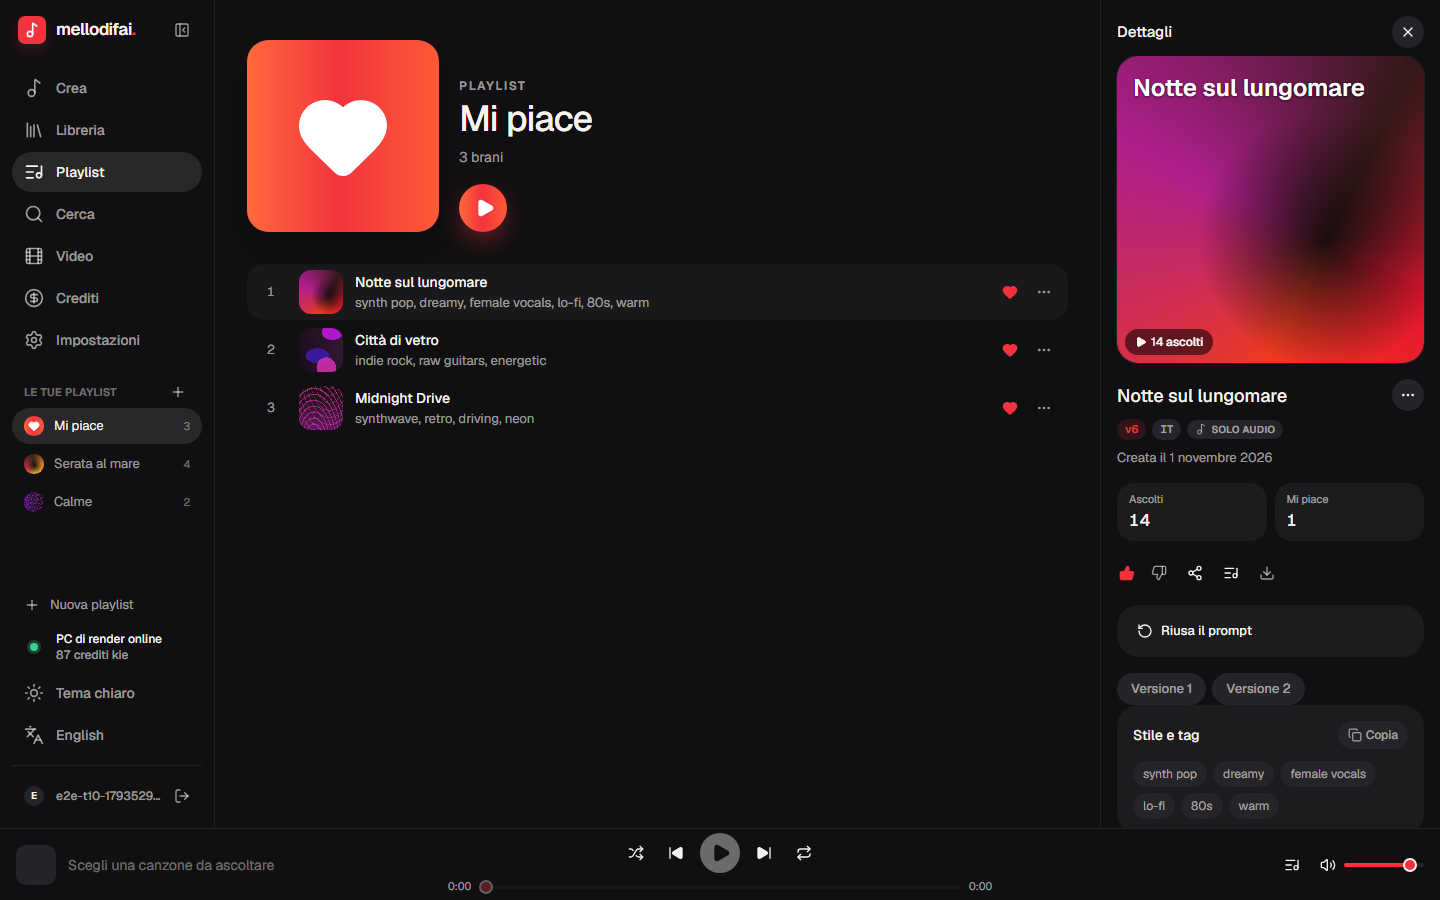 mellodifai.
Crea
Libreria
Playlist
Cerca
Video
Crediti
Impostazioni
LE TUE PLAYLIST
Mi piace 3
Serata al mare 4
Calme 2
Nuova playlist
PC di render online
87 crediti kie
Tema chiaro
English
E e2e-t10-1793529...
PLAYLIST
Mi piace
3 brani
1 Notte sul lungomare
synth pop, dreamy, female vocals, lo-fi, 80s, warm
2 Città di vetro
indie rock, raw guitars, energetic
3 Midnight Drive
synthwave, retro, driving, neon
Dettagli
Notte sul lungomare
14 ascolti
Notte sul lungomare
v6 IT SOLO AUDIO
Creata il 1 novembre 2026
Ascolti Mi piace
14 1
Riusa il prompt
Versione 1 Versione 2
Stile e tag Copia
synth pop dreamy female vocals
lo-fi 80s warm
Scegli una canzone da ascoltare
0:00 0:00